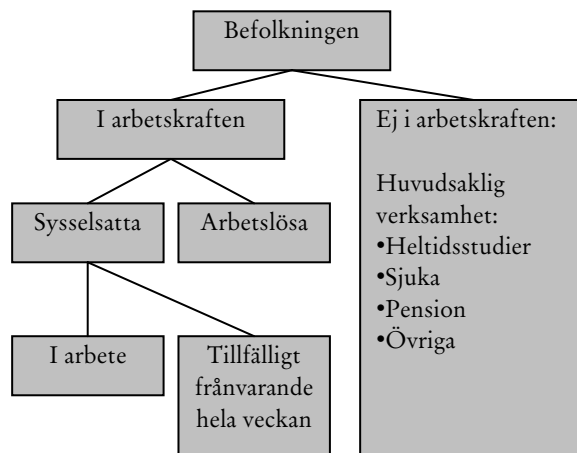 Befolkningen
I arbetskraften
Ej i arbetskraften:
Huvudsaklig
verksamhet:
•Heltidsstudier
•Sjuka
•Pension
•Övriga
Sysselsatta
Arbetslösa
I arbete
Tillfälligt
frånvarande
hela veckan